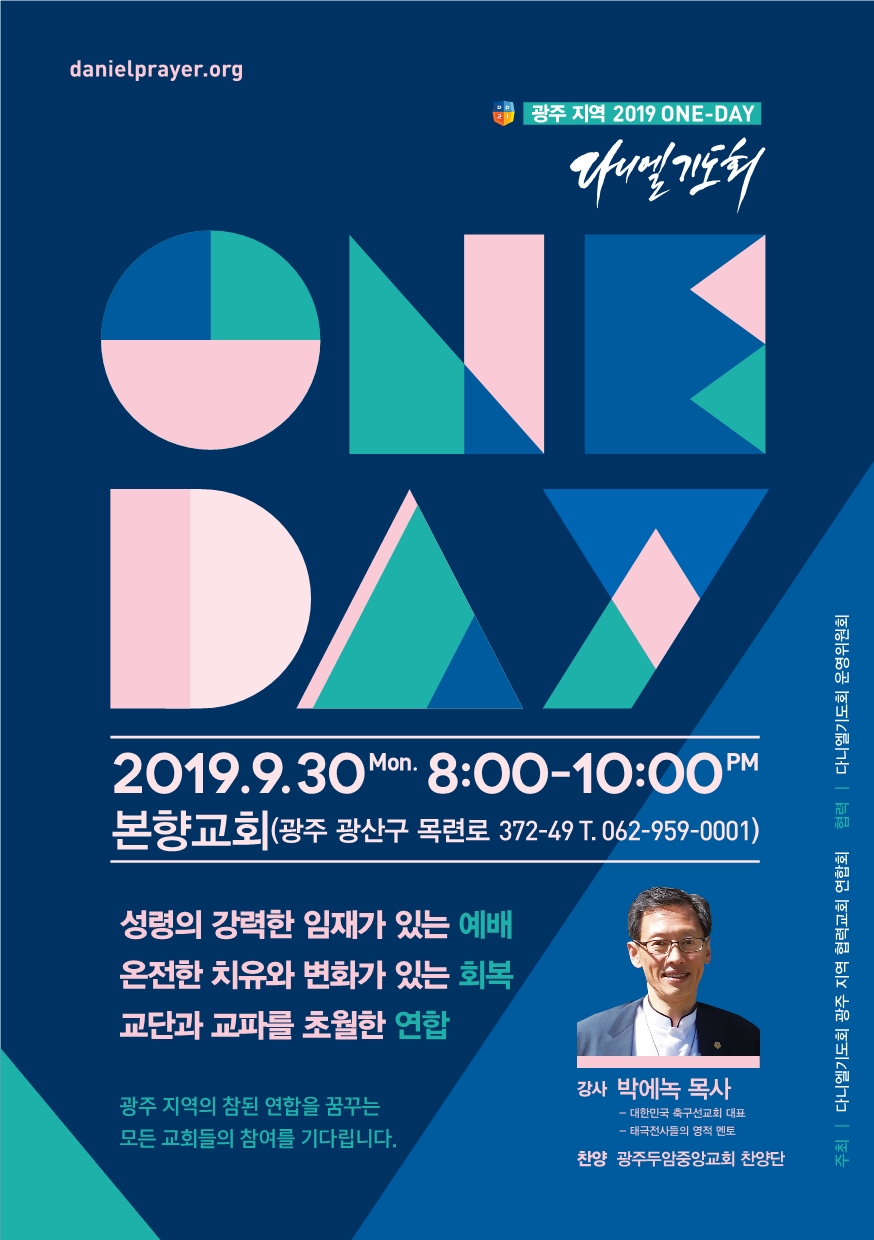 danielprayer.org
DP
21
광주 지역 2019 ONE-DAY
다니엘기도회
ONE
DAY
2019.9.30 Mon. 8:00-10:00 PM
본향교회(광주 광산구 목련로 372-49 T. 062-959-0001)
성령의 강력한 임재가 있는 예배
온전한 치유와 변화가 있는 회복
교단과 교파를 초월한 연합
광주 지역의 참된 연합을 꿈꾸는
모든 교회들의 참여를 기다립니다.
강사 박에녹 목사
- 대한민국 축구선교회 대표
- 태극전사들의 영적 멘토
찬양 광주두암중앙교회 찬양단
주최 | 다니엘기도회 광주 지역 협력교회 연합회 협력 | 다니엘기도회 운영위원회